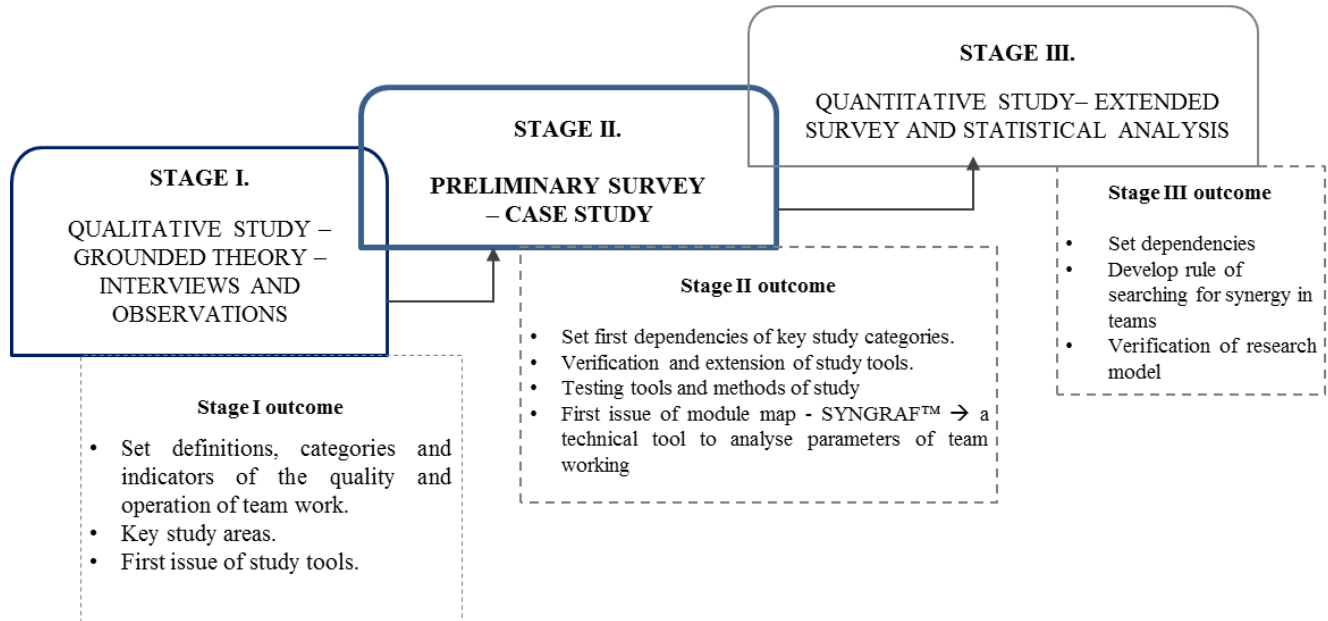 STAGE I.
QUALITATIVE STUDY –
GROUNDED THEORY –
INTERVIEWS AND
OBSERVATIONS
Stage I outcome
• Set definitions, categories and
indicators of the quality and
operation of team work.
• Key study areas.
• First issue of study tools.
STAGE II.
PRELIMINARY SURVEY
– CASE STUDY
Stage II outcome
• Set first dependencies of key study categories.
• Verification and extension of study tools.
• Testing tools and methods of study
• First issue of module map - SYNGRAF™ → a
technical tool to analyse parameters of team
working
STAGE III.
QUANTITATIVE STUDY– EXTENDED
SURVEY AND STATISTICAL ANALYSIS
Stage III outcome
• Set dependencies
• Develop rule of
searching for synergy in
teams
• Verification of research
model